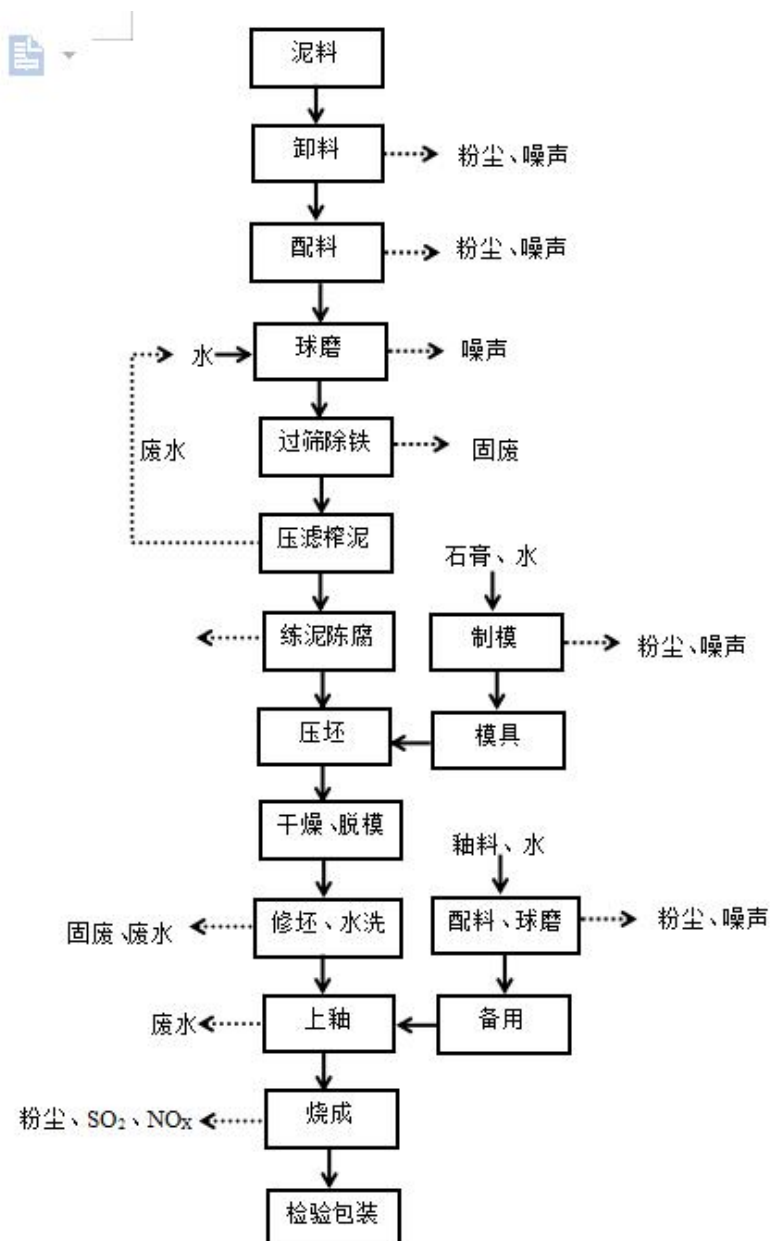 泥料
卸料
粉尘、噪声
配料
粉尘、噪声
水
球磨
噪声
废水
过筛除铁
固废
压滤榨泥
石膏、水
练泥陈腐
制模
粉尘、噪声
压坯
模具
干燥、脱模
釉料、水
固废、废水
修坯、水洗
配料、球磨
粉尘、噪声
废水
上釉
备用
粉尘、SO₂、NOX
烧成
检验包装